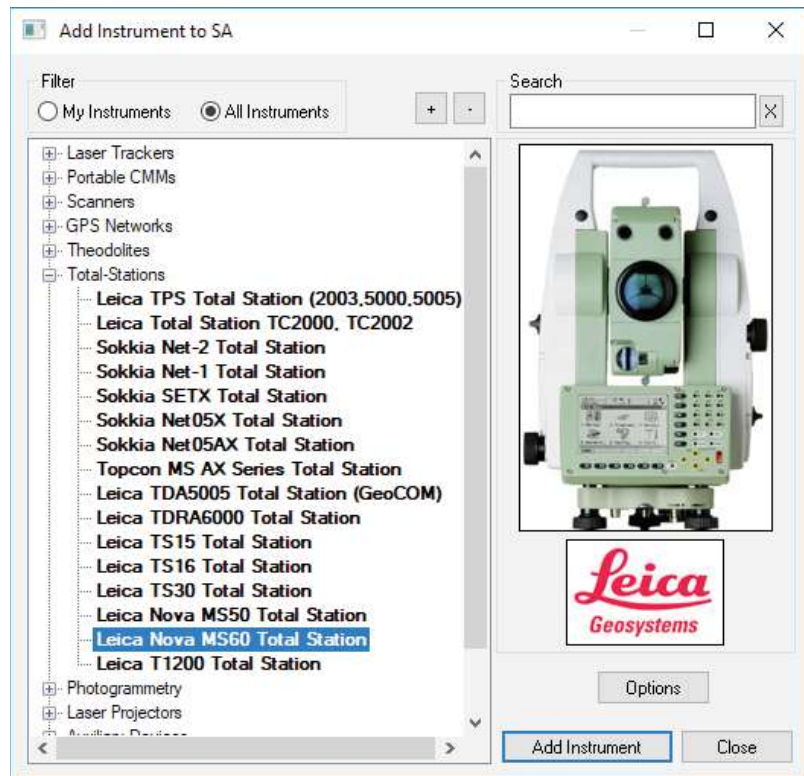 Add Instrument to SA
Filter
My Instruments All Instruments
+ -
Search
X
Laser Trackers
Portable CMMs
Scanners
GPS Networks
Theodolites
Total-Stations
Leica TPS Total Station (2003,5000,5005)
Leica Total Station TC2000, TC2002
Sokkia Net-2 Total Station
Sokkia Net-1 Total Station
Sokkia SETX Total Station
Sokkia Net05X Total Station
Sokkia Net05AX Total Station
Topcon MS AX Series Total Station
Leica TDA5005 Total Station (GeoCOM)
Leica TDRA6000 Total Station
Leica TS15 Total Station
Leica TS16 Total Station
Leica TS30 Total Station
Leica Nova MS50 Total Station
Leica Nova MS60 Total Station
Leica T1200 Total Station
Photogrammetry
Laser Projectors
Leica
Geosystems
Options
Add Instrument Close